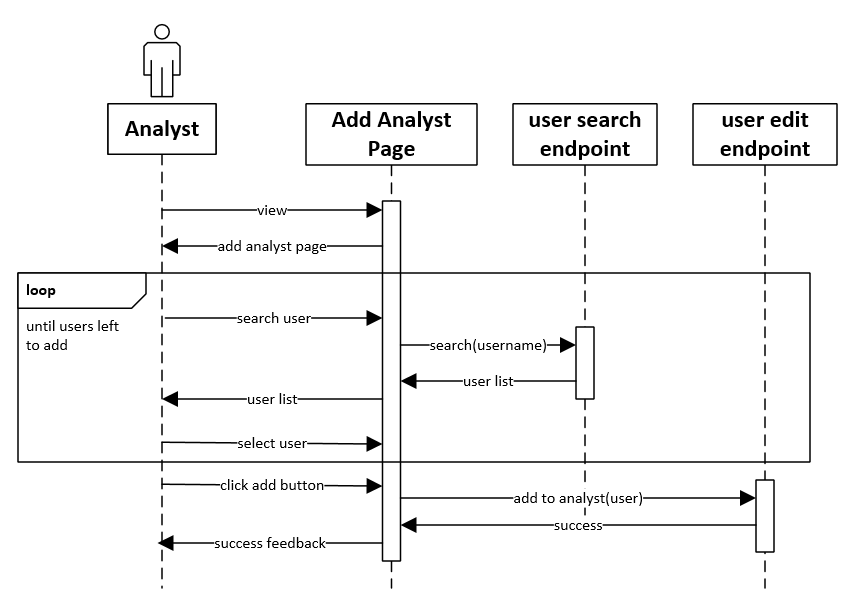 Analyst
Add Analyst
Page
user search
endpoint
user edit
endpoint
view
add analyst page
loop
until users left
to add
search user
search(username)
user list
user list
select user
click add button
add to analyst(user)
success
success feedback